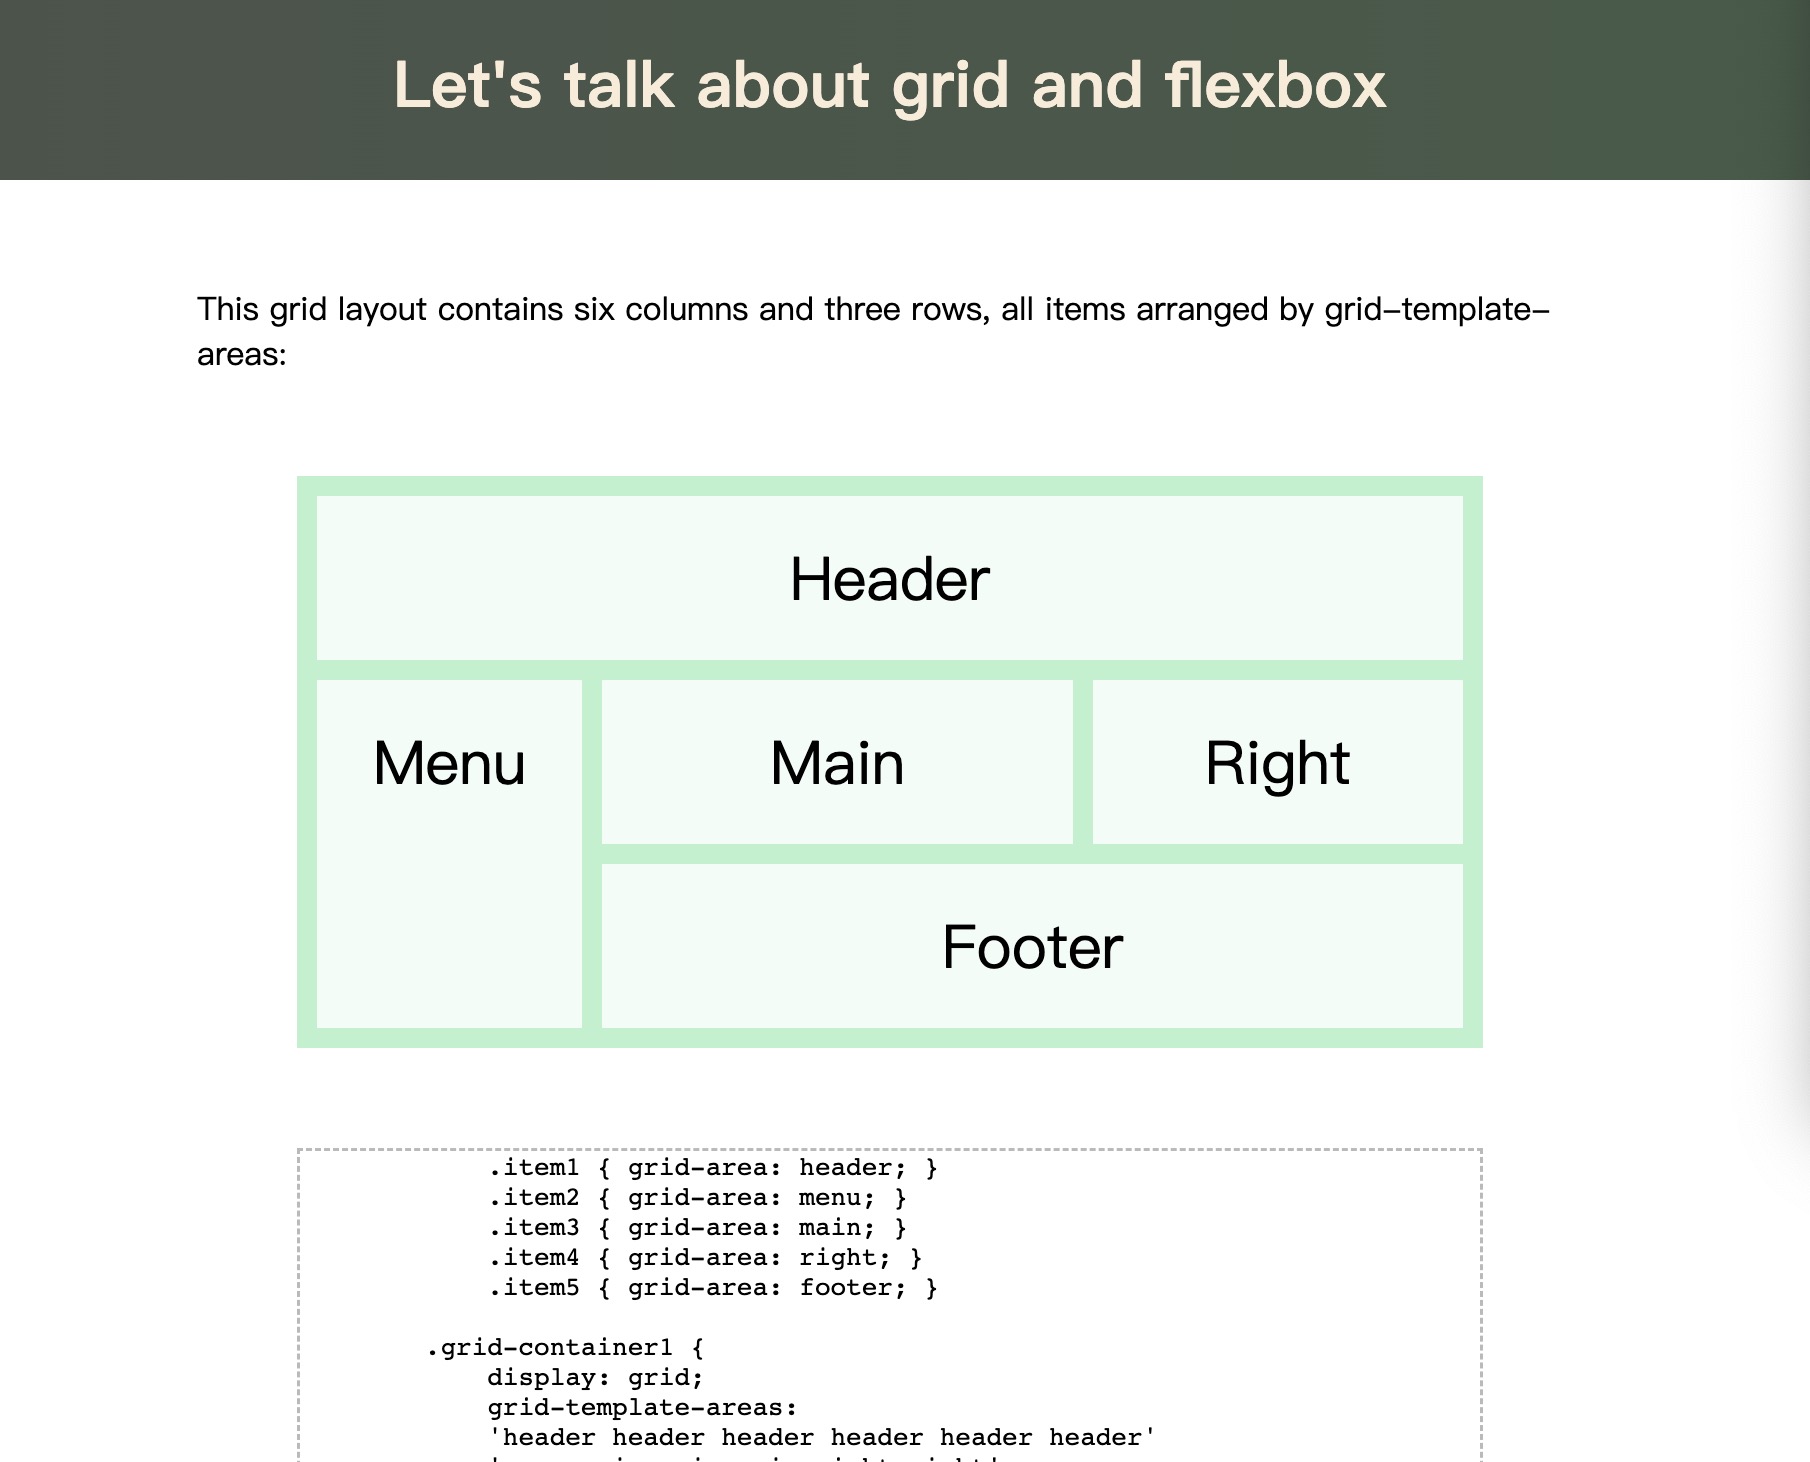 Let's talk about grid and flexbox
This grid layout contains six columns and three rows, all items arranged by grid-template-
areas:
Header
Menu Main Right
Footer
.item1 { grid-area: header; }
.item2 { grid-area: menu; }
.item3 { grid-area: main; }
.item4 { grid-area: right; }
.item5 { grid-area: footer; }
.grid-container1 {
display: grid;
grid-template-areas:
'header header header header header header'